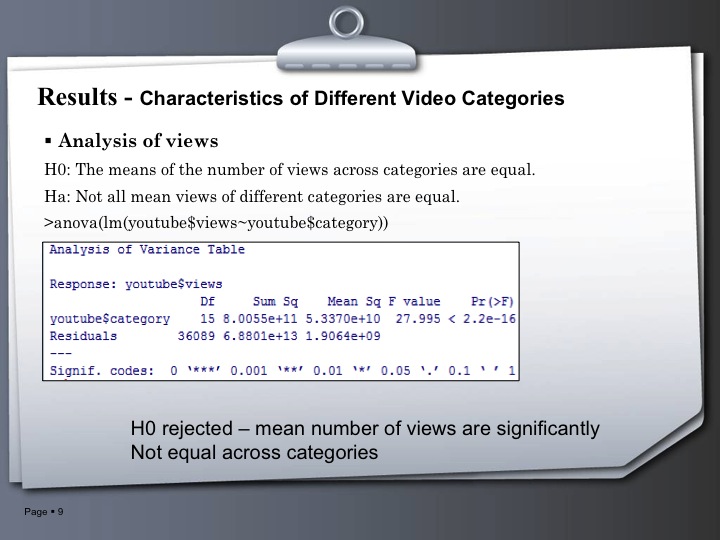 Results - Characteristics of Different Video Categories
▪ Analysis of views
H0: The means of the number of views across categories are equal.
Ha: Not all mean views of different categories are equal.
>anova(lm(youtube$views~youtube$category))
Analysis of Variance Table
Response: youtube$views
Df Sum Sq Mean Sq F value Pr(>F)
youtube$category 15 8.0055e+11 5.3370e+10 27.995 < 2.2e-16
Residuals 36089 6.8801e+13 1.9064e+09
---
Signif. codes: 0 '***' 0.001 '**' 0.01 '*' 0.05 '.' 0.1 ' ' 1
H0 rejected – mean number of views are significantly
Not equal across categories
Page ▪ 9